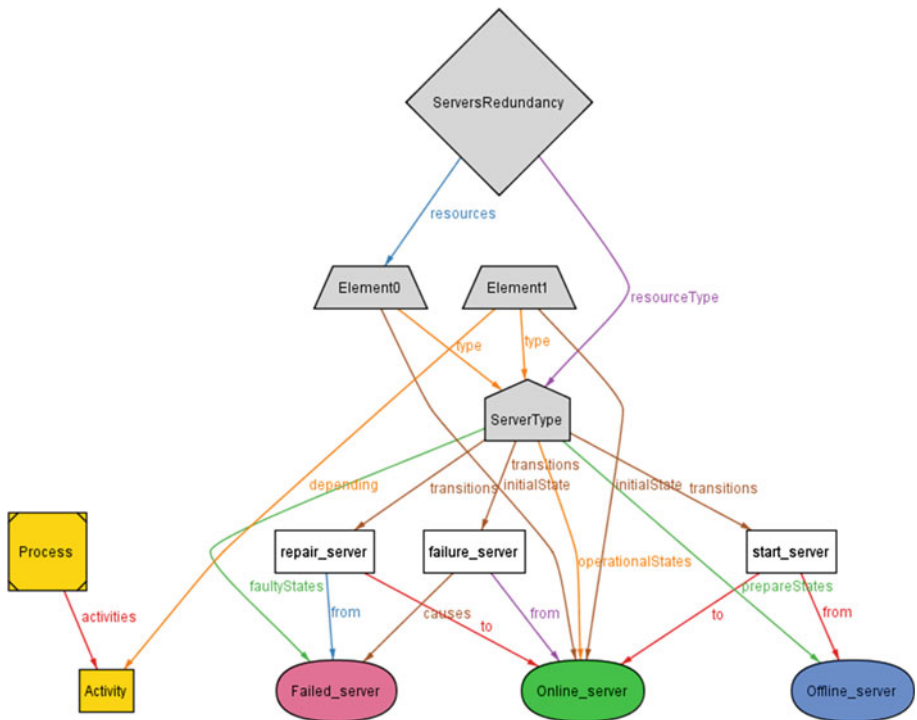 ServersRedundancy
resources
Element0
Element1
resourceType
type
type
ServerType
depending
transitions
transitions
initialState
initialState
transitions
Process
repair_server
failure_server
start_server
faultyStates
operationalStates
prepareStates
activities
from
causes
to
from
to
from
Activity
Failed_server
Online_server
Offline_server